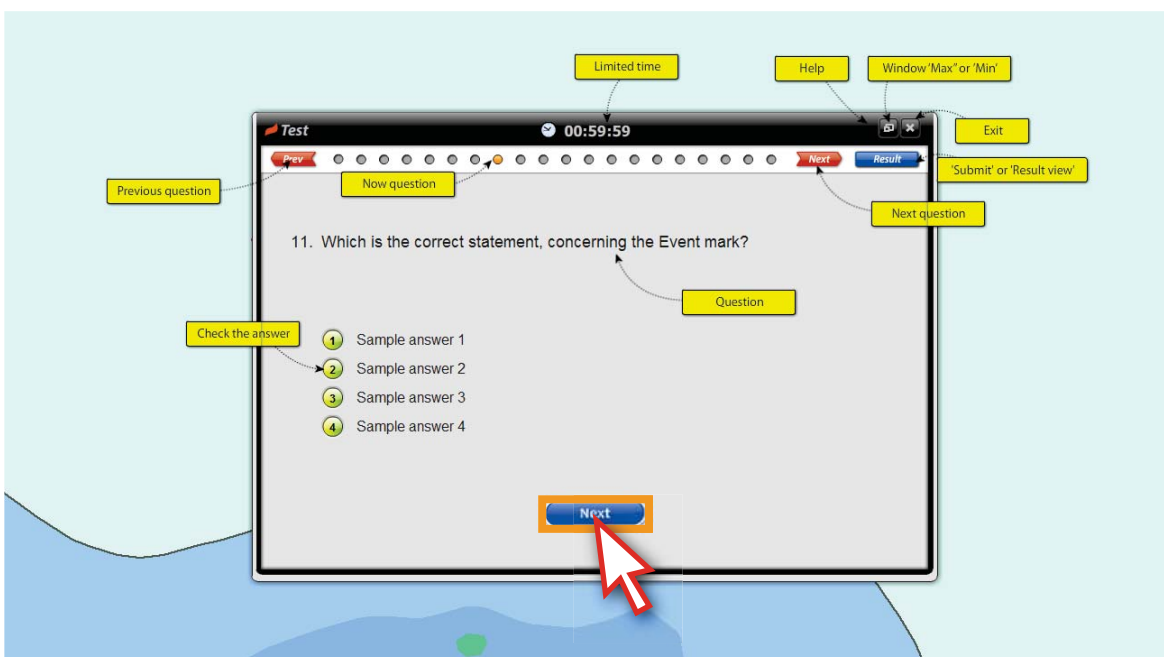 Limited time
Help
Window 'Max" or 'Min'
Exit
Test
00:59:59
Prev
Next
Result
'Submit' or 'Result view'
Previous question
Now question
Next question
11. Which is the correct statement, concerning the Event mark?
Question
Check the answer
1 Sample answer 1
2 Sample answer 2
3 Sample answer 3
4 Sample answer 4
Next